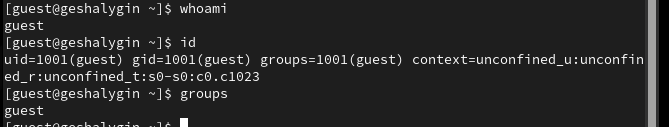 [guest@geshalygin ~]$ whoami
guest
[guest@geshalygin ~]$ id
uid=1001(guest) gid=1001(guest) groups=1001(guest) context=unconfined_u:unconfin
ed_r:unconfined_t:s0-s0:c0.c1023
[guest@geshalygin ~]$ groups
guest
[guest@geshalygin ~]$